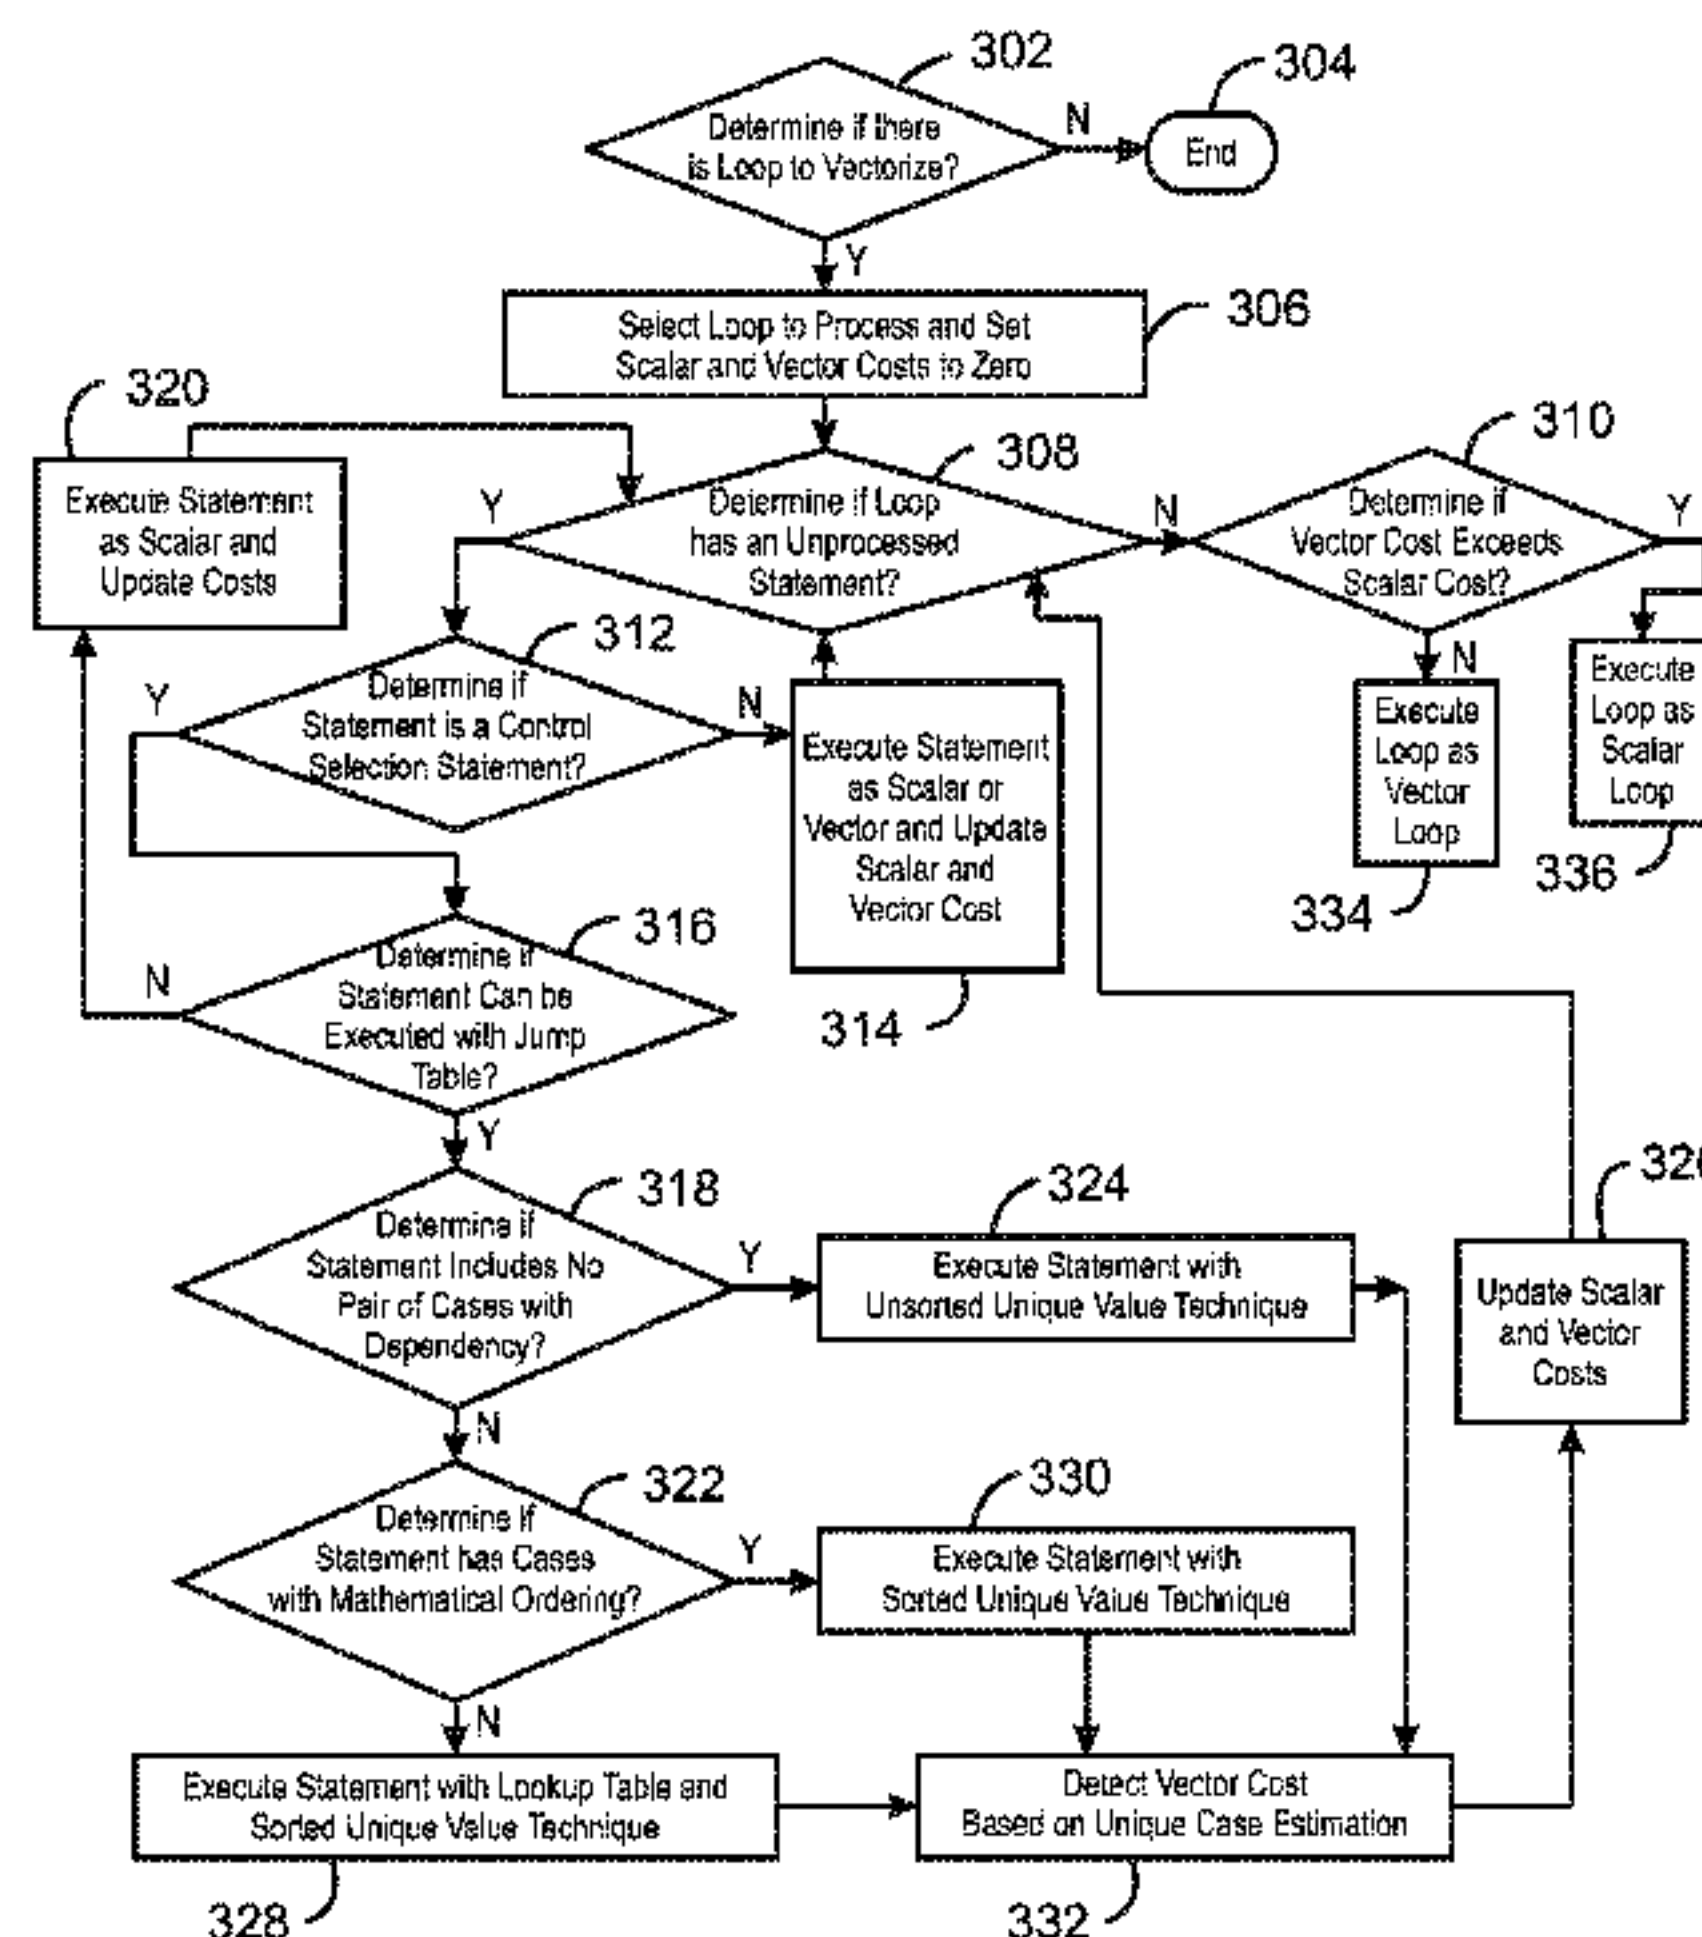 302
304
Determine if there
is Loop to Vectorize?
N
End
Y
306
Select Loop to Process and Set
Scalar and Vector Costs to Zero
320
308
310
Execute Statement
as Scalar and
Update Costs
Y
Determine if Loop
has an Unprocessed
Statement?
N
Determine if
Vector Cost Exceeds
Scalar Cost?
Y
312
Y
Determine if
Statement is a Control
Selection Statement?
N
N
Execute Statement
as Scalar or
Vector and Update
Scalar and
Vector Cost
314
Execute
Loop as
Vector
Loop
334
Execute
Loop as
Scalar
Loop
336
316
N
Determine if
Statement Can be
Executed with Jump
Table?
Y
318
Determine if
Statement Includes No
Pair of Cases with
Dependency?
Y
324
Execute Statement with
Unsorted Unique Value Technique
Update Scalar
and Vector
Costs
N
322
Determine If
Statement has Cases
with Mathematical Ordering?
Y
330
Execute Statement with
Sorted Unique Value Technique
N
Execute Statement with Lookup Table and
Sorted Unique Value Technique
328
Detect Vector Cost
Based on Unique Case Estimation
332